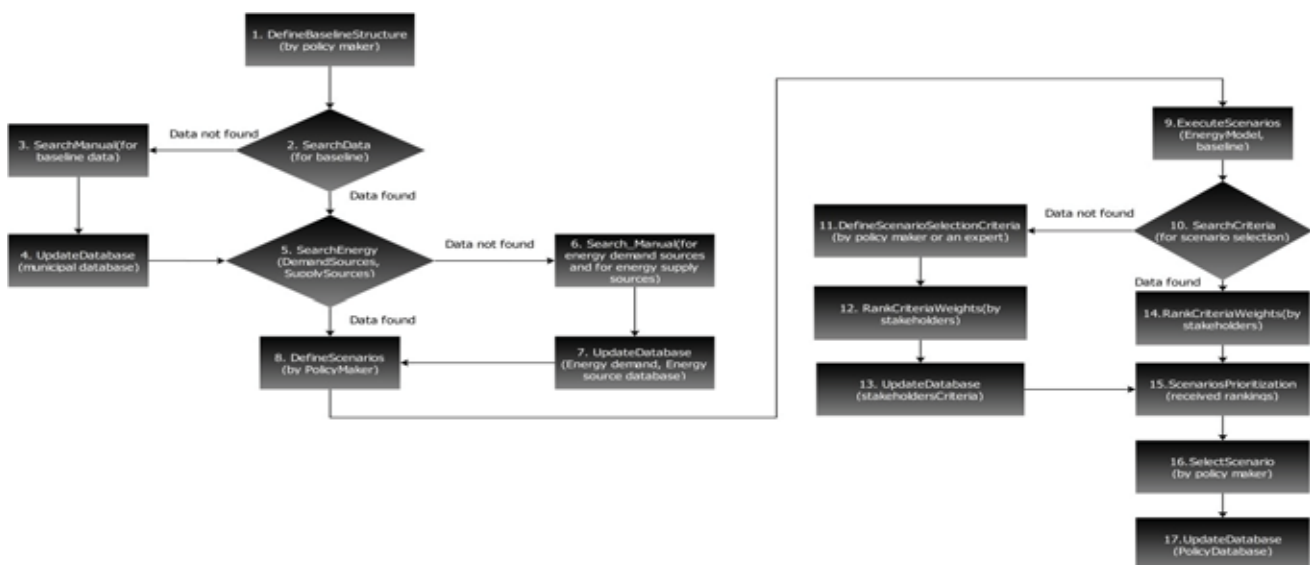 1. DefineBaselineStructure
(by policy maker)
Data not found
2. SearchData
(for baseline)
3. SearchManual(for
baseline data)
Data found
4. UpdateDatabase
(municipal database)
5. SearchEnergy
(DemandSources,
SupplySources)
Data not found
6. Search_Manual(for
energy demand sources
and for energy supply
sources)
Data found
7. UpdateDatabase
(Energy demand, Energy
source database)
8. DefineScenarios
(by PolicyMaker)
9.ExecuteScenarios
(EnergyModel,
baseline)
Data not found
10. SearchCriteria
(for scenario selection)
11.DefineScenarioSelectionCriteria
(by policy maker or an expert)
Data found
12. RankCriteriaWeights(by
stakeholders)
13. UpdateDatabase
(stakeholdersCriteria)
14.RankCriteriaWeights(by
stakeholders)
15.ScenariosPrioritization
(received rankings)
16.SelectScenario
(by policy maker)
17.UpdateDatabase
(PolicyDatabase)